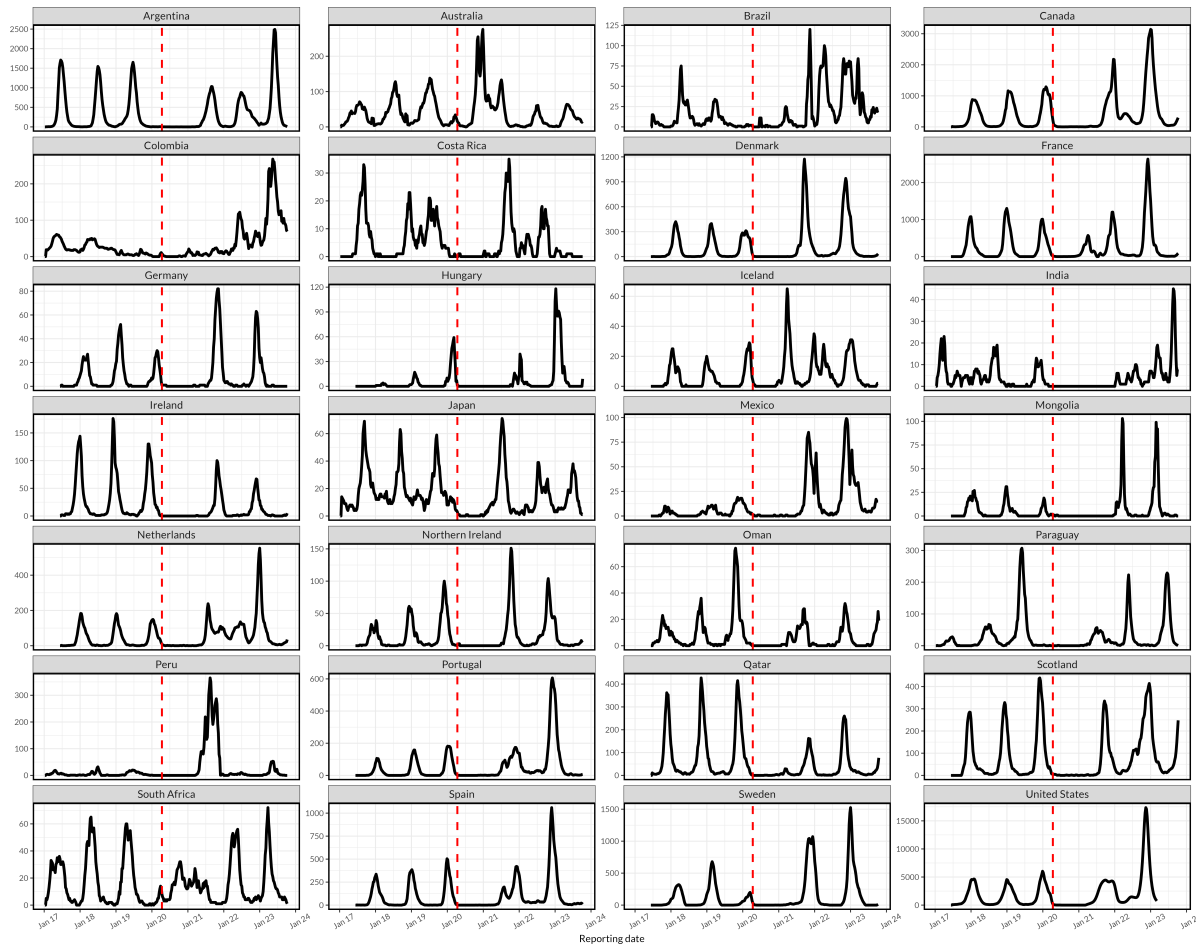 Argentina Australia Brazil Canada
2500 2000 1500 1000 500 0
200 100 0
125 100 75 50 25 0
3000 2000 1000 0
Colombia Costa Rica Denmark France
200 100 0
30 20 10 0
1200 900 600 300 0
2000 1000 0
Germany Hungary Iceland India
80 60 40 20 0
120 90 60 30 0
60 40 20 0
40 30 20 10 0
Ireland Japan Mexico Mongolia
150 100 50 0
60 40 20 0
100 75 50 25 0
100 75 50 25 0
Netherlands Northern Ireland Oman Paraguay
400 200 0
150 100 50 0
60 40 20 0
300 200 100 0
Peru Portugal Qatar Scotland
300 200 100 0
600 400 200 0
400 300 200 100 0
400 300 200 100 0
South Africa Spain Sweden United States
60 40 20 0
1000 750 500 250 0
1500 1000 500 0
15000 10000 5000 0
Jan 17 Jan 18 Jan 19 Jan 20 Jan 21 Jan 22 Jan 23 Jan 24
Jan 17 Jan 18 Jan 19 Jan 20 Jan 21 Jan 22 Jan 23 Jan 24
Jan 17 Jan 18 Jan 19 Jan 20 Jan 21 Jan 22 Jan 23 Jan 24
Jan 17 Jan 18 Jan 19 Jan 20 Jan 21 Jan 22 Jan 23 Jan 2
Reporting date